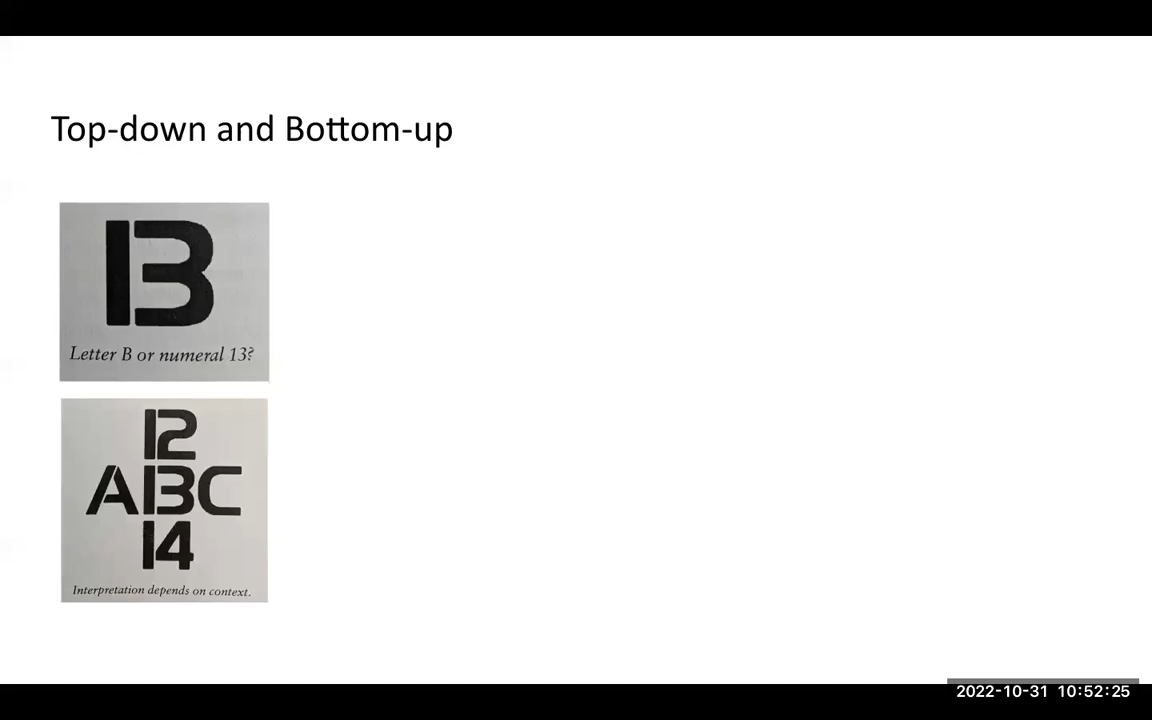 Top-down and Bottom-up
13
Letter B or numeral 13?
12
ABC
14
Interpretation depends on context.
2022-10-31 10:52:25